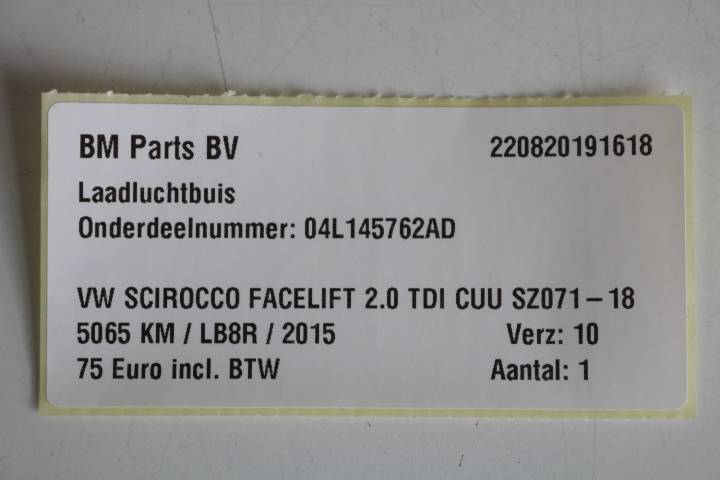 BM Parts BV 220820191618
Laadluchtbuis
Onderdeelnummer: 04L145762AD
VW SCIROCCO FACELIFT 2.0 TDI CUU SZ071-18
5065 KM / LB8R / 2015 Verz: 10
75 Euro incl. BTW Aantal: 1